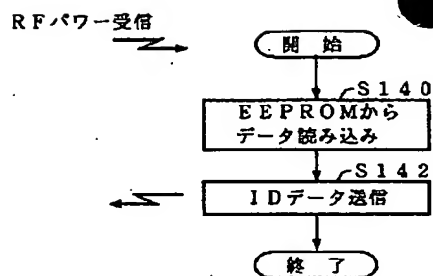 RFパワー受信
開 始
S140
EEPROMから
データ読み込み
S142
IDデータ送信
終 了